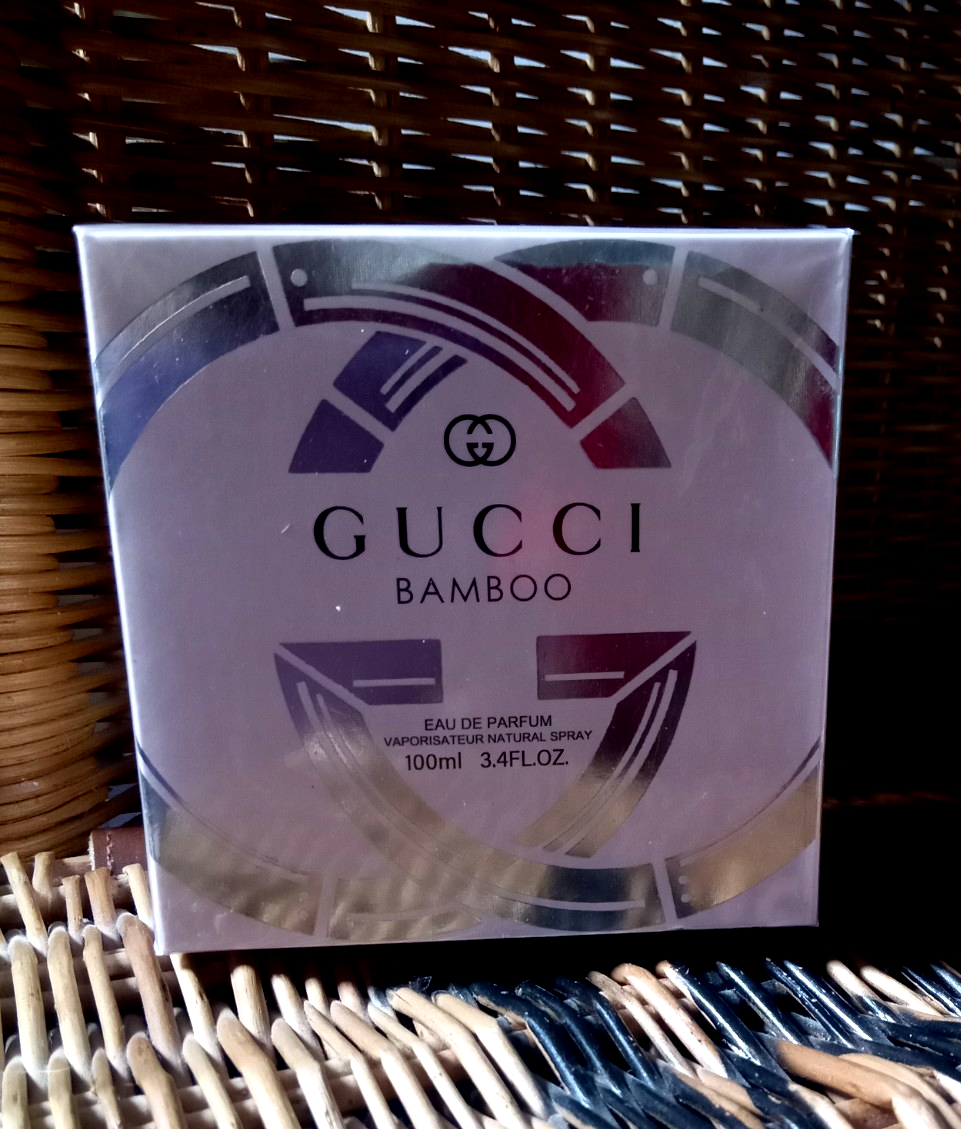 GUCCI
BAMBOO
EAU DE PARFUM
VAPORISATEUR NATURAL SPRAY
100ml 3.4FL.OZ.